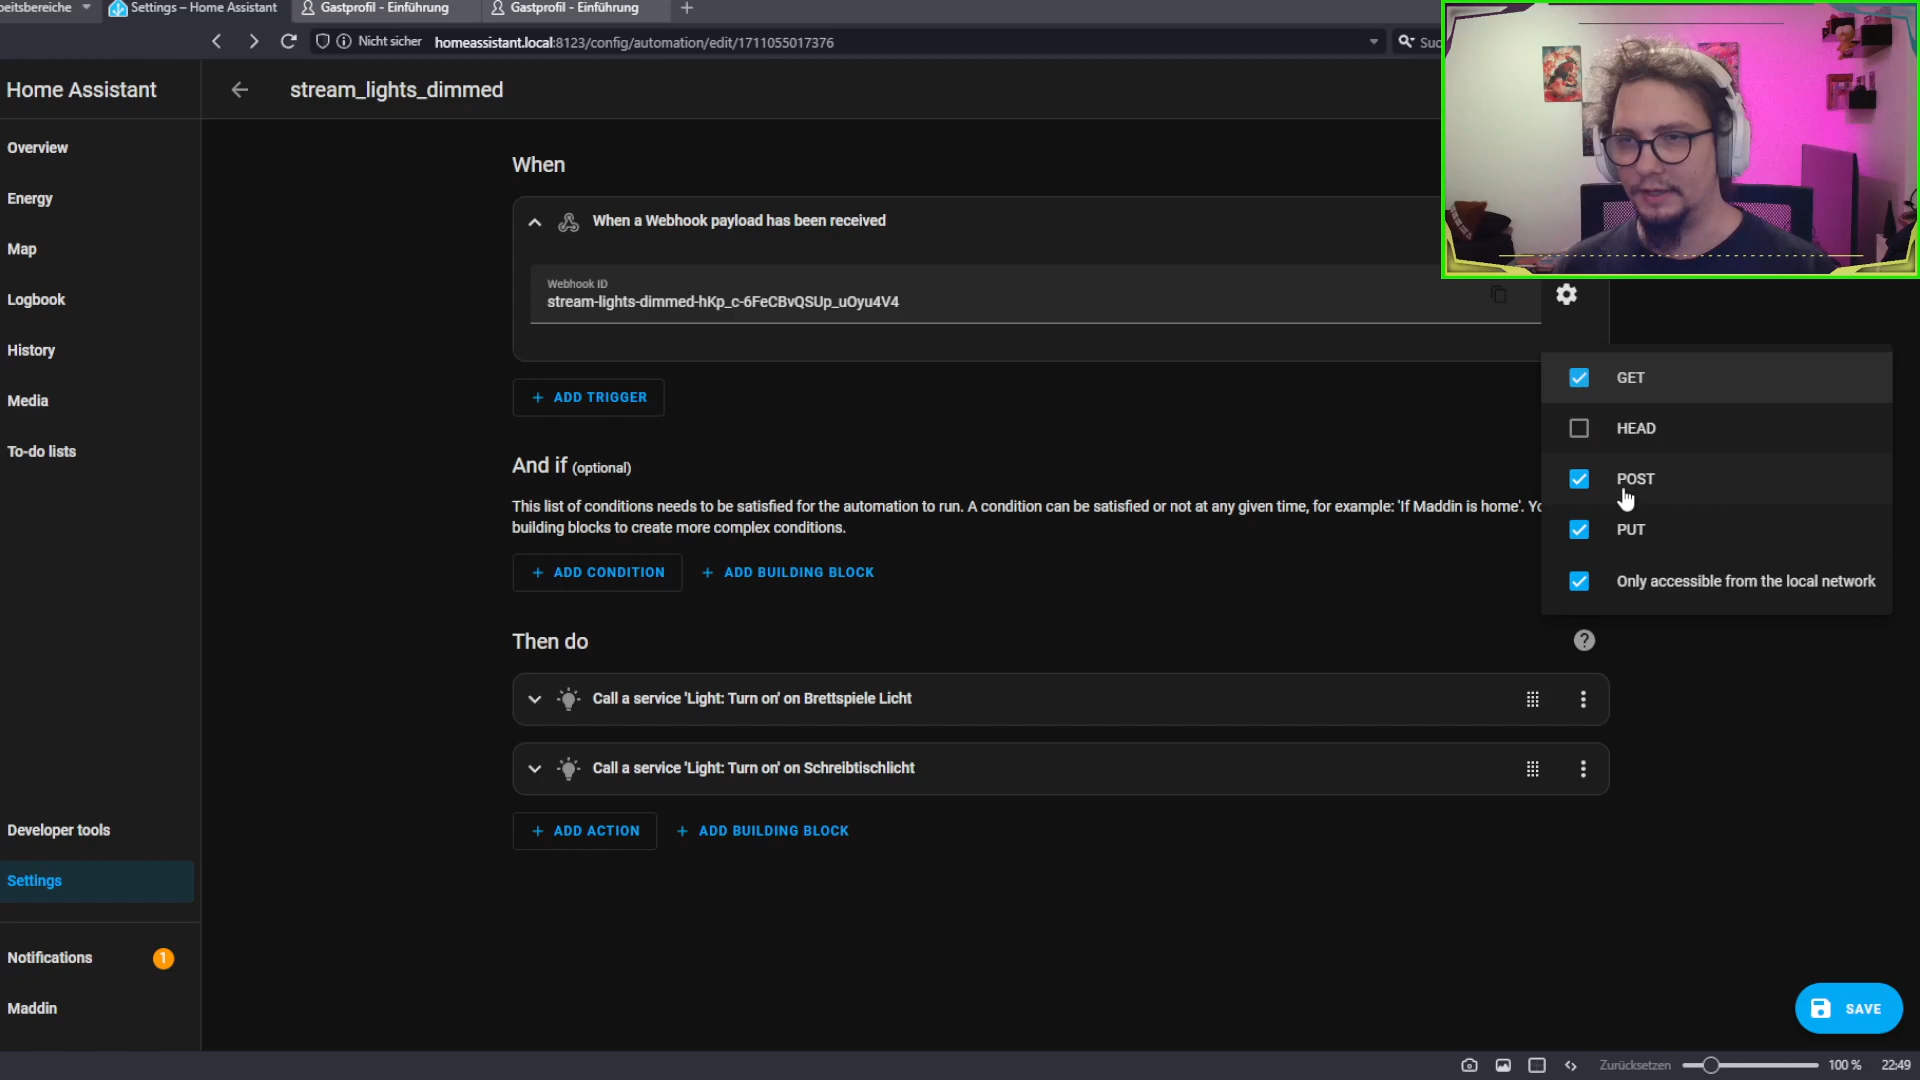 beitsbereiche
Settings – Home Assistant
Gastprofil - Einführung
Gastprofil - Einführung
Nicht sicher
homeassistant.local:8123/config/automation/edit/1711055017376
Suc
Home Assistant
stream_lights_dimmed
Overview
Energy
Map
Logbook
History
Media
To-do lists
Developer tools
Settings
Notifications
1
Maddin
When
When a Webhook payload has been received
Webhook ID
stream-lights-dimmed-hKp_c-6FeCBvQSUp_uOyu4V4
GET
HEAD
POST
PUT
Only accessible from the local network
+ ADD TRIGGER
And if (optional)
This list of conditions needs to be satisfied for the automation to run. A condition can be satisfied or not at any given time, for example: 'If Maddin is home'. Yo
building blocks to create more complex conditions.
+ ADD CONDITION
+ ADD BUILDING BLOCK
Then do
?
Call a service 'Light: Turn on' on Brettspiele Licht
Call a service 'Light: Turn on' on Schreibtischlicht
+ ADD ACTION
+ ADD BUILDING BLOCK
SAVE
Zurücksetzen
100 %
22:49